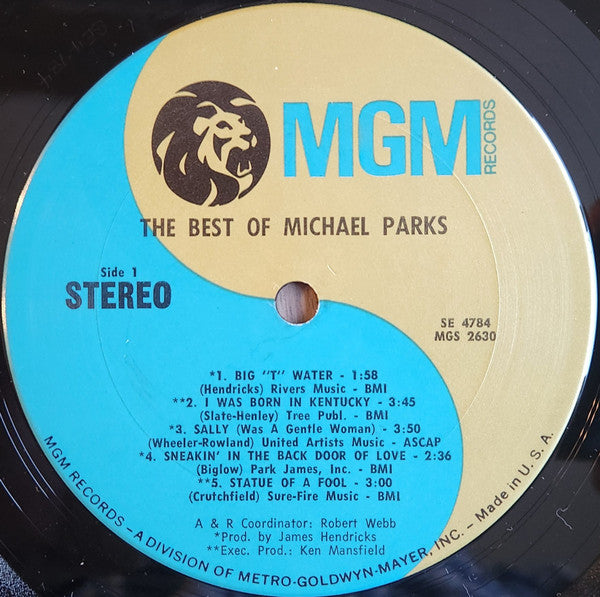 MGM
RECORDS
THE BEST OF MICHAEL PARKS
Side 1
STEREO
SE 4784
MGS 2630
*1. BIG "T" WATER - 1:58
(Hendricks) Rivers Music - BMI
**2. I WAS BORN IN KENTUCKY - 3:45
(Slate-Henley) Tree Publ. - BMI
*3. SALLY (Was A Gentle Woman) - 3:50
(Wheeler-Rowland) United Artists Music - ASCAP
*4. SNEAKIN' IN THE BACK DOOR OF LOVE - 2:36
(Biglow) Park James, Inc. - BMI
**5. STATUE OF A FOOL - 3:00
(Crutchfield) Sure-Fire Music - BMI
A & R Coordinator: Robert Webb
*Prod. by James Hendricks
**Exec. Prod.: Ken Mansfield
MGM RECORDS – A DIVISION OF METRO-GOLDWYN-MAYER, INC. – Made in U.S.A.